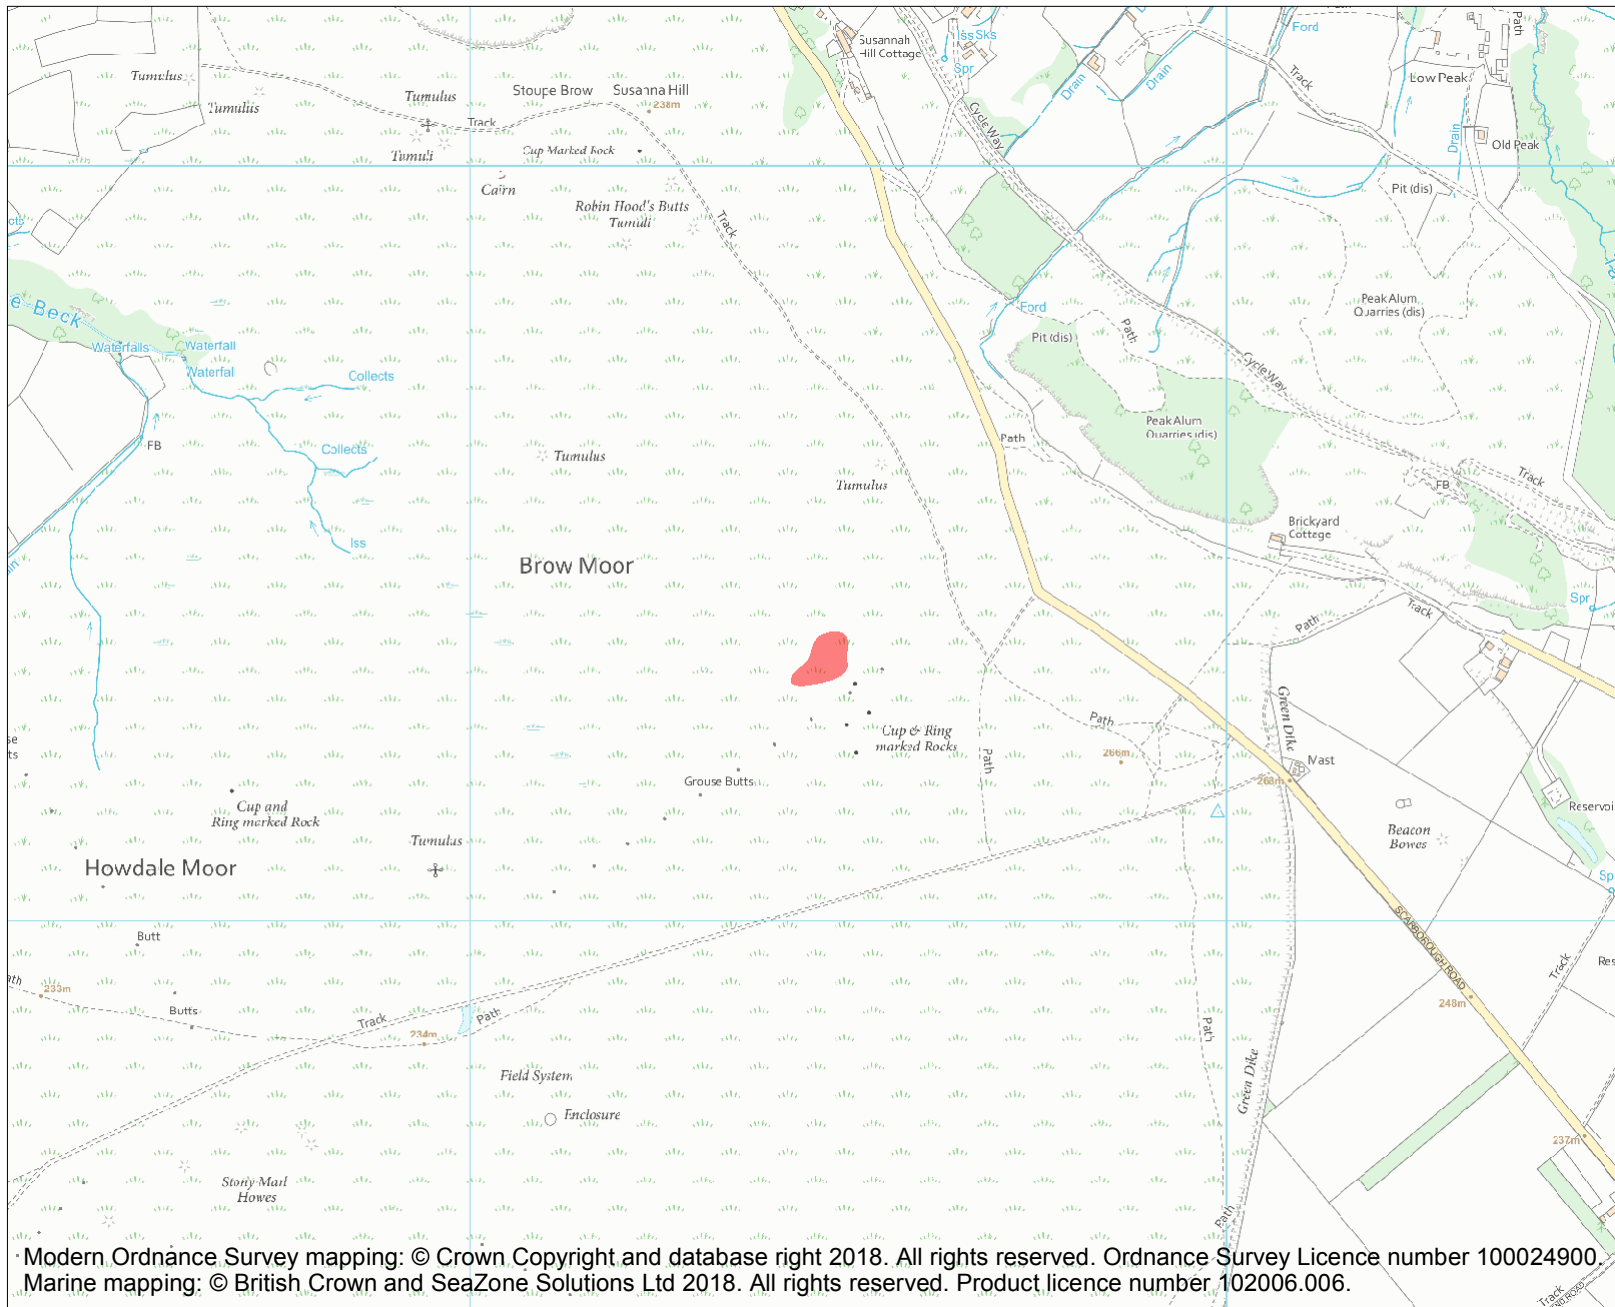 Susannah
Hill Cottage
Iss Sks
Spr
Drain
Drain
Ford
Path
Track
Low Peak
Tumulus
Tumulus
Tumulus
Stoupe Brow
Susanna Hill
238m
Track
Cycle Way
Drain
Old Peak
Tumuli
Cup Marked Rock
Cairn
Pit (dis)
Robin Hood's Butts
Tumuli
Track
e Beck
Ford
Peak Alum
Quarries (dis)
Waterfalls
Waterfall
Waterfal
Pit (dis)
Path
Cycle Way
Collects
Path
Peak Alum
Quarries (dis)
FB
Collects
Tumulus
Tumulus
FB
Track
Brickyard
Cottage
Iss
Brow Moor
Spr
Track
Path
Path
Green Dike
Cup & Ring
marked Rocks
Path
266m
Mast
263m
Grouse Butts
Cup and
Ring marked Rock
Reservoi
Beacon
Bowes
Tumulus
Howdale Moor
Sp
SCARBOROUGH ROAD
Butt
Track
Res
ath
233m
Butts
Track
Path
234m
Path
248m
Field System
Green Dike
Enclosure
237m
Stony Marl
Howes
Path
Modern Ordnance Survey mapping: © Crown Copyright and database right 2018. All rights reserved. Ordnance Survey Licence number 100024900.
Marine mapping: © British Crown and SeaZone Solutions Ltd 2018. All rights reserved. Product licence number 102006.006.
Track